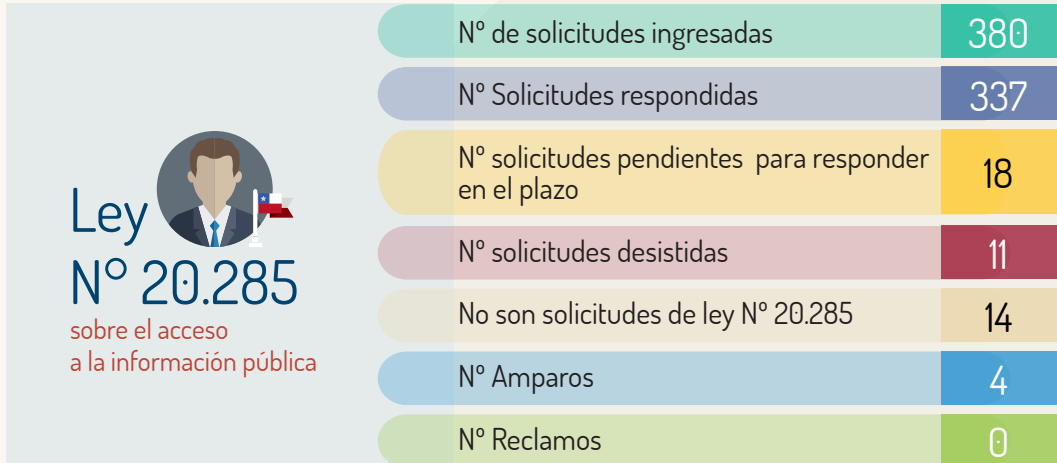 Ley
N° 20.285
sobre el acceso
a la información pública
Nº de solicitudes ingresadas 380
Nº Solicitudes respondidas 337
Nº solicitudes pendientes para responder
en el plazo 18
Nº solicitudes desistidas 11
No son solicitudes de ley Nº 20.285 14
Nº Amparos 4
Nº Reclamos 0